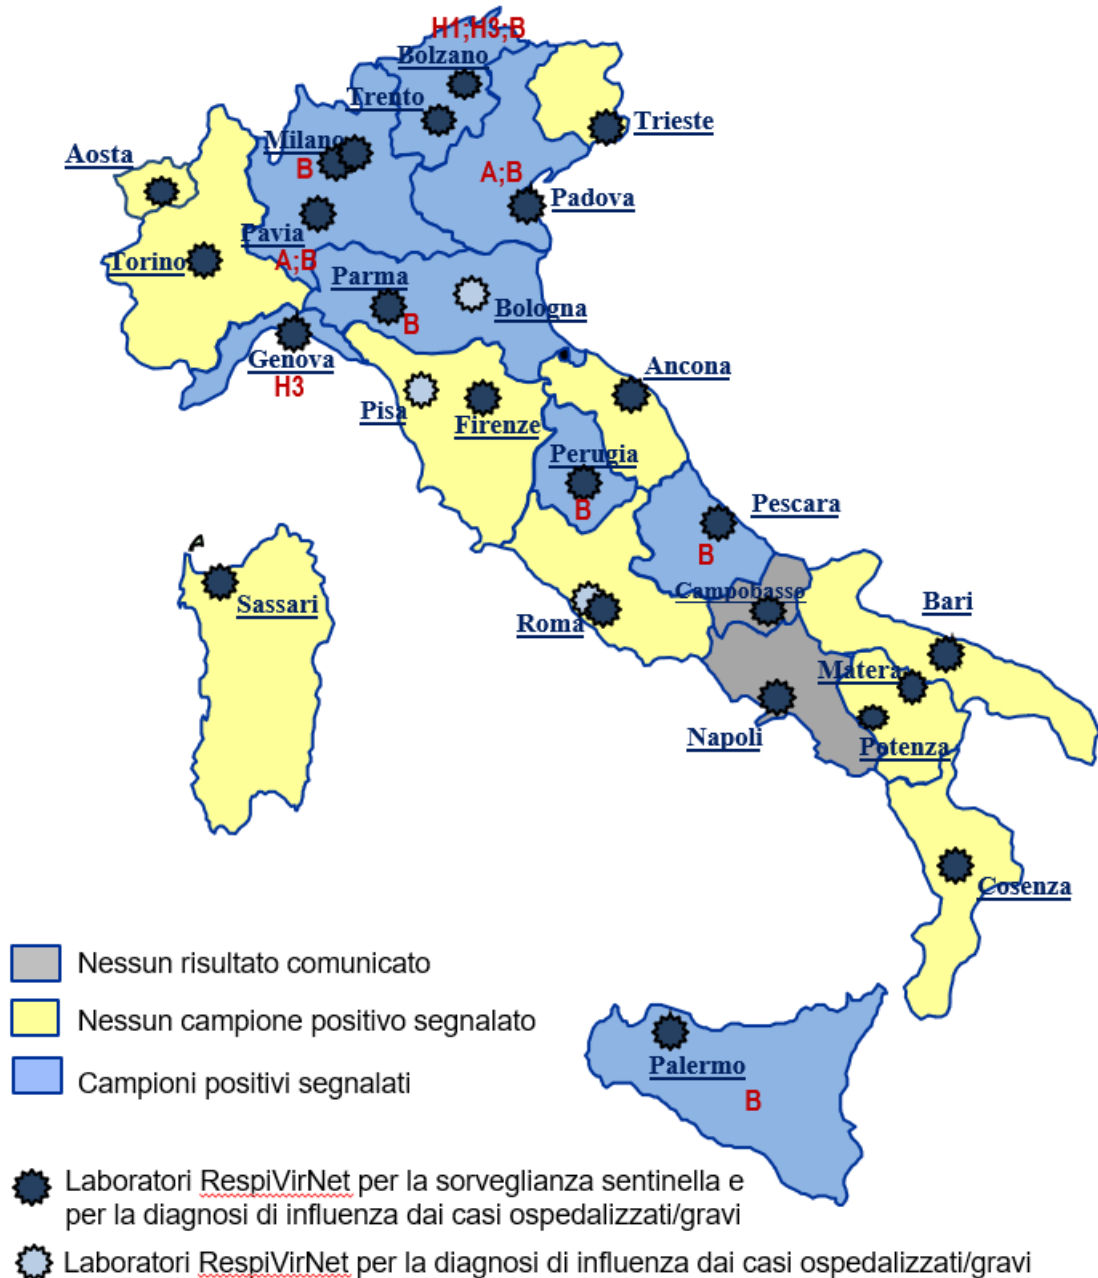 H1;H3;B
Bolzano
Trento
Trieste
Milano
Aosta
B
A;B
Padova
Pavia
Torino
A;B
Parma
Bologna
B
Genova
Ancona
H3
Pisa
Firenze
Perugia
Pescara
B
B
A
Campobasso
Sassari
Bari
Roma
Matera
Napoli
Potenza
Cosenza
Nessun risultato comunicato
Nessun campione positivo segnalato
Campioni positivi segnalati
Palermo
B
Laboratori RespiVirNet per la sorveglianza sentinella e
per la diagnosi di influenza dai casi ospedalizzati/gravi
Laboratori RespiVirNet per la diagnosi di influenza dai casi ospedalizzati/gravi